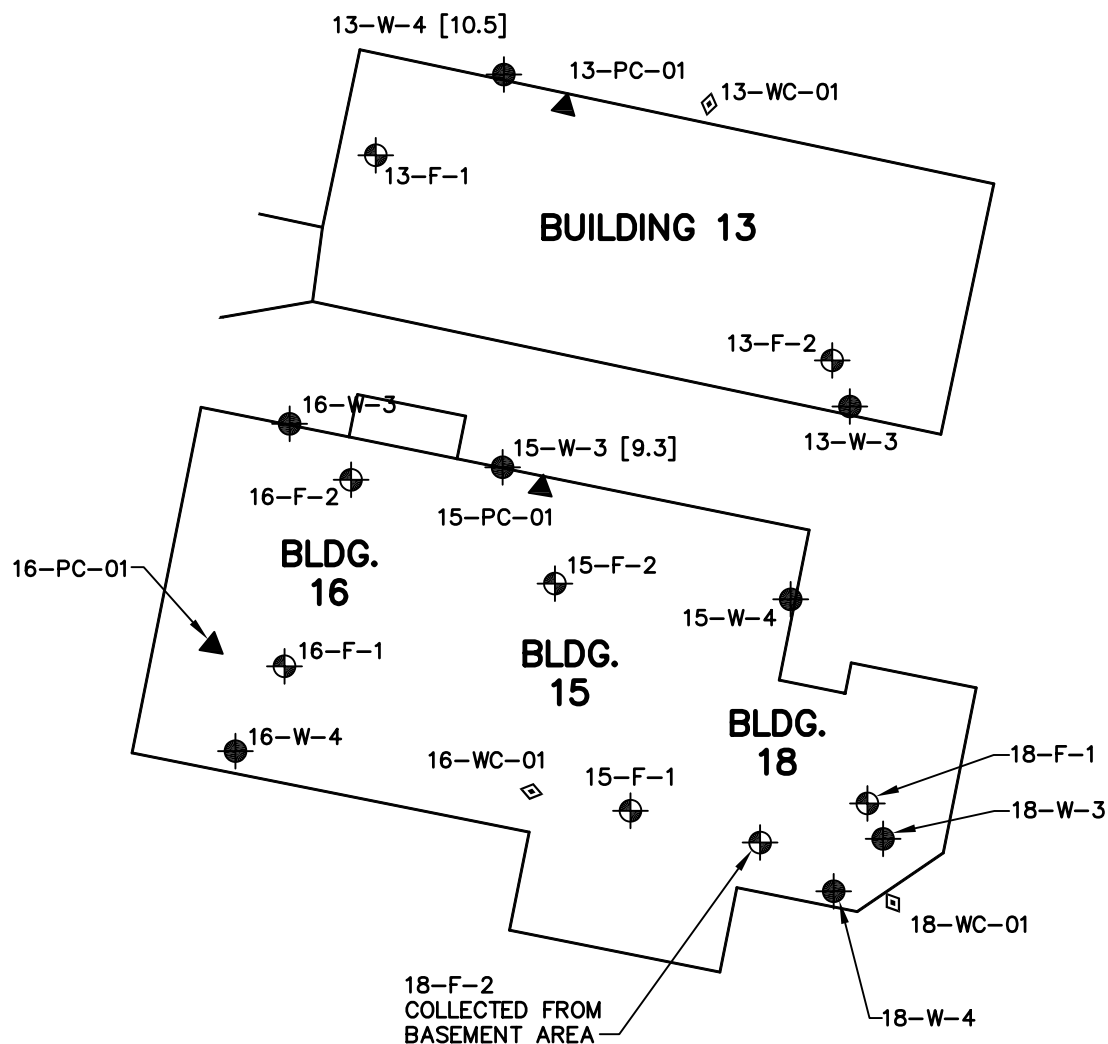 13-W-4 [10.5]
13-PC-01
13-WC-01
13-F-1
BUILDING 13
13-F-2
13-W-3
16-W-3
15-W-3 [9.3]
16-F-2
15-PC-01
BLDG.
16
16-PC-01
15-F-2
15-W-4
16-F-1
BLDG.
15
BLDG.
18
16-W-4
16-WC-01
15-F-1
18-F-1
18-W-3
18-WC-01
18-F-2
COLLECTED FROM
BASEMENT AREA
18-W-4